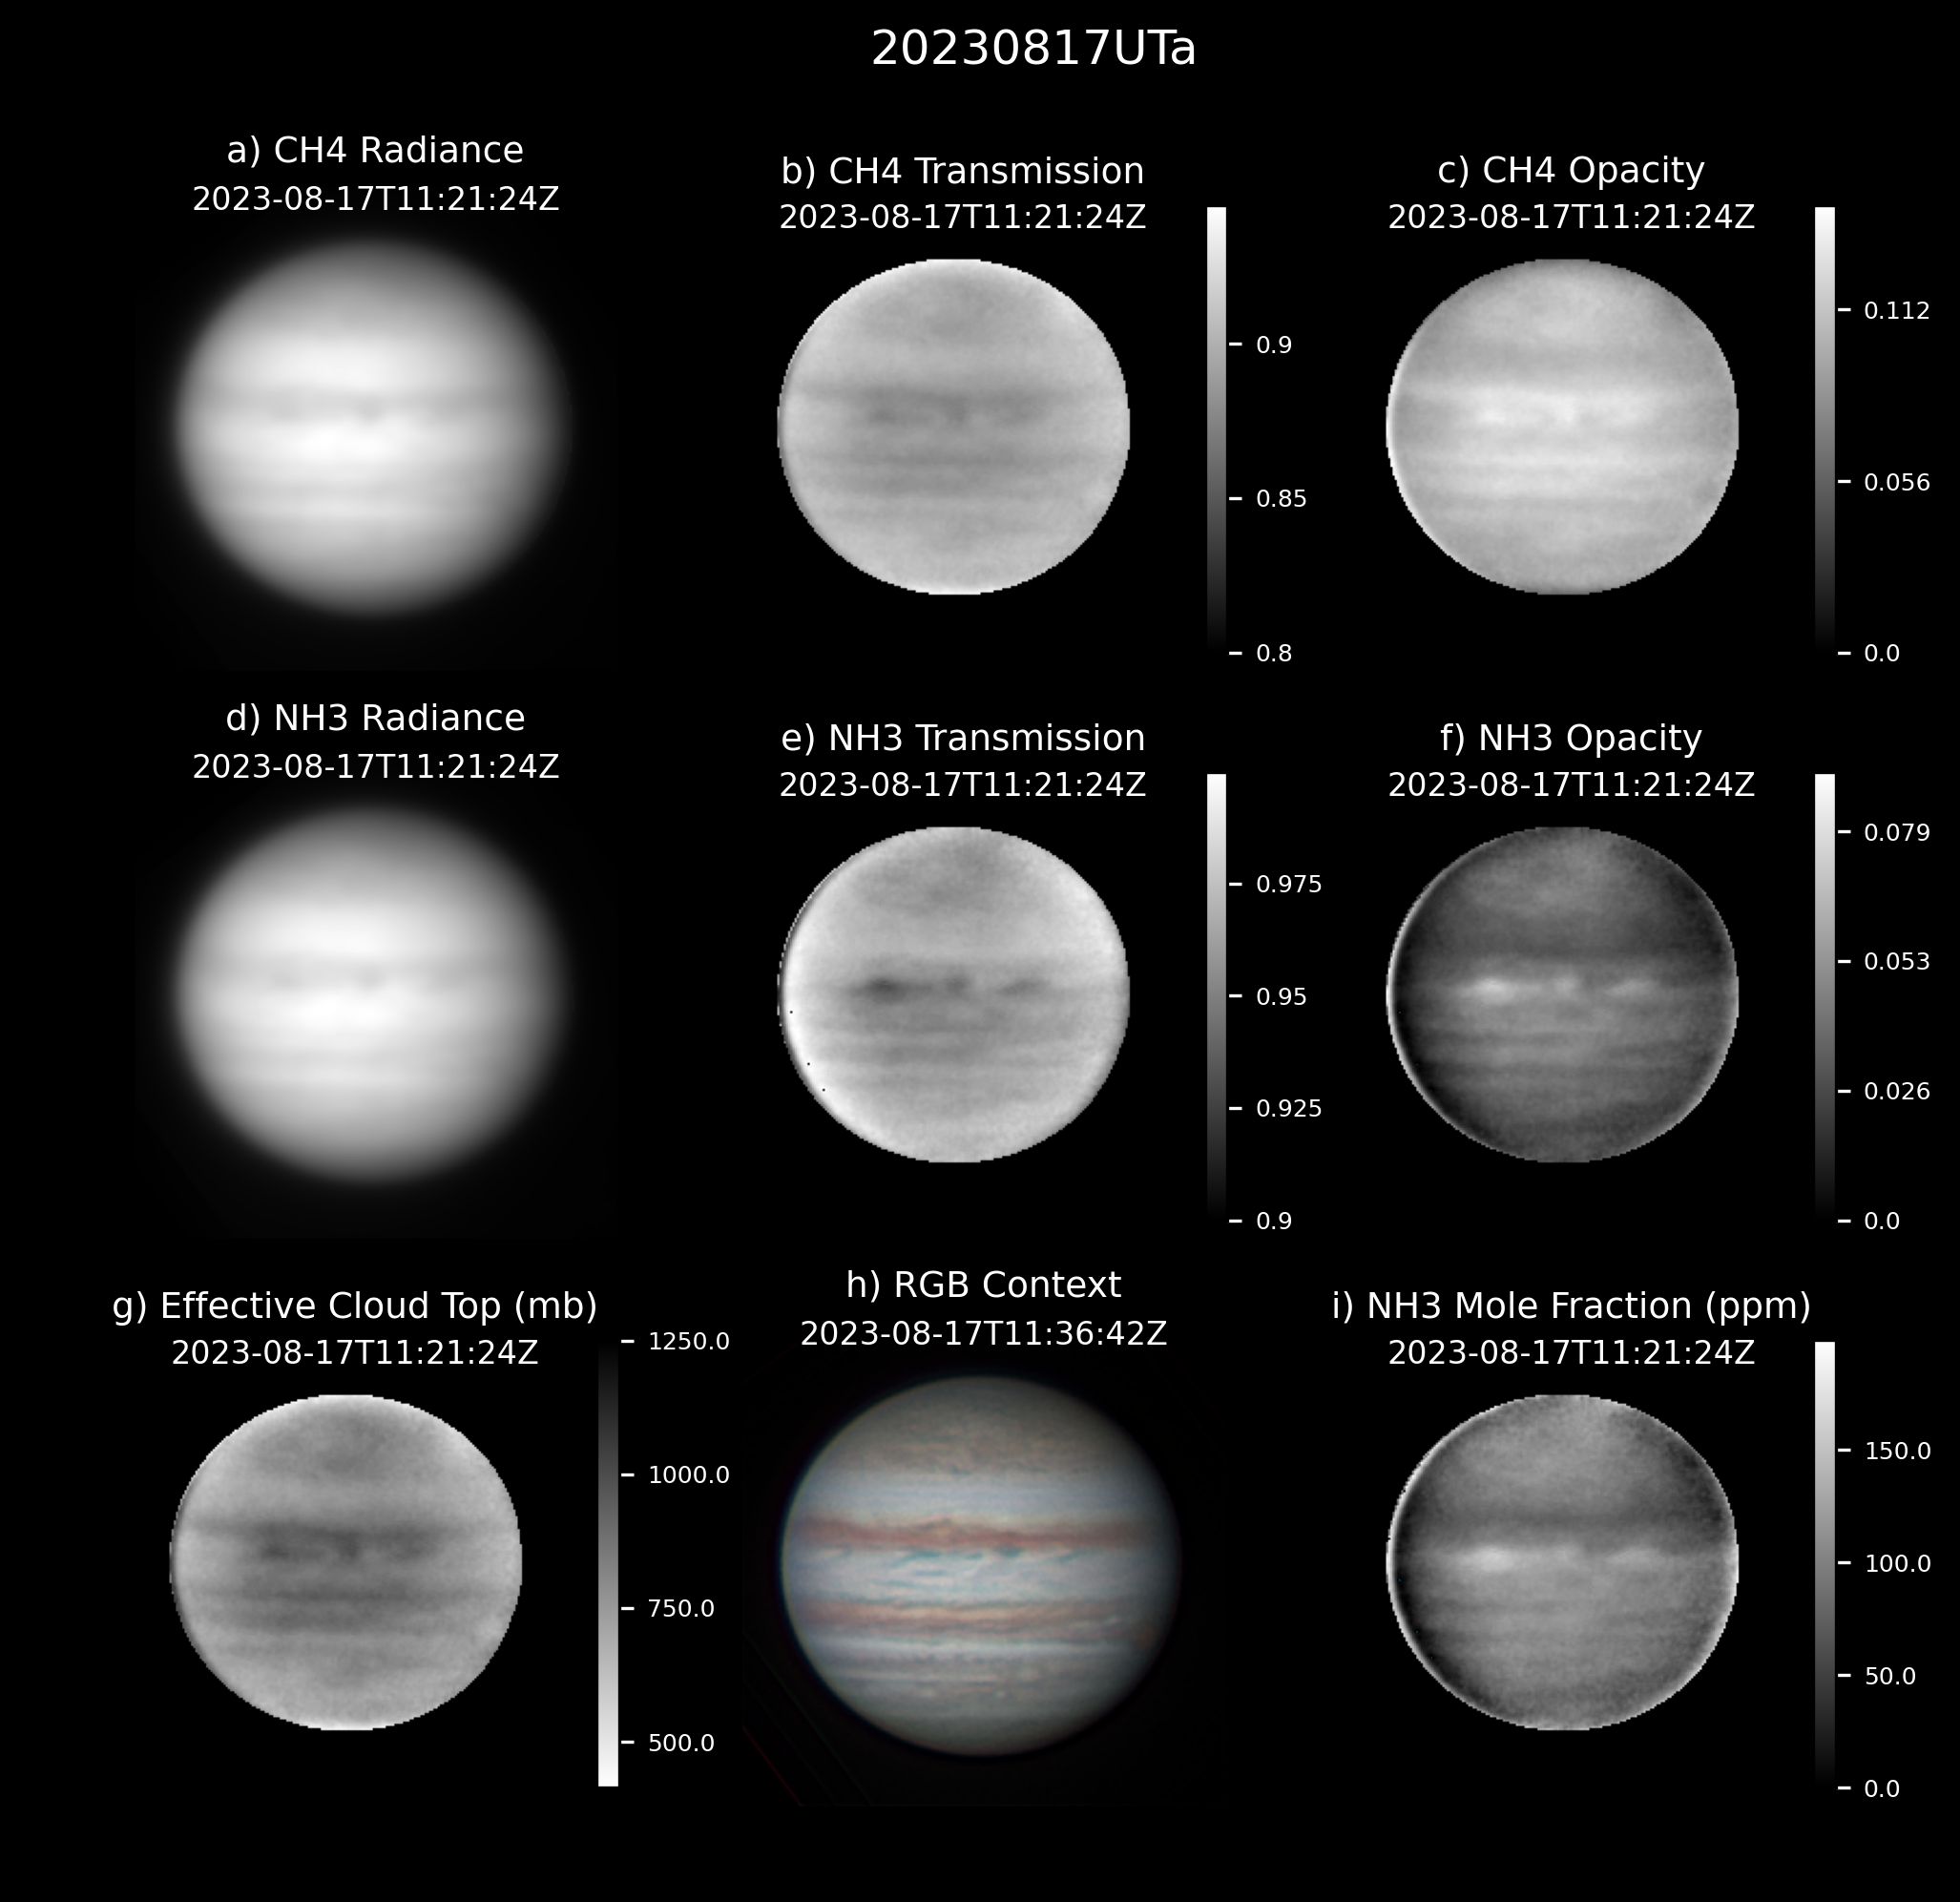 20230817UTa
a) CH4 Radiance
2023-08-17T11:21:24Z
b) CH4 Transmission
2023-08-17T11:21:24Z
0.9
0.85
0.8
c) CH4 Opacity
2023-08-17T11:21:24Z
0.112
0.056
0.0
d) NH3 Radiance
2023-08-17T11:21:24Z
e) NH3 Transmission
2023-08-17T11:21:24Z
0.975
0.95
0.925
0.9
f) NH3 Opacity
2023-08-17T11:21:24Z
0.079
0.053
0.026
0.0
g) Effective Cloud Top (mb)
2023-08-17T11:21:24Z
1250.0
1000.0
750.0
500.0
h) RGB Context
2023-08-17T11:36:42Z
i) NH3 Mole Fraction (ppm)
2023-08-17T11:21:24Z
150.0
100.0
50.0
0.0